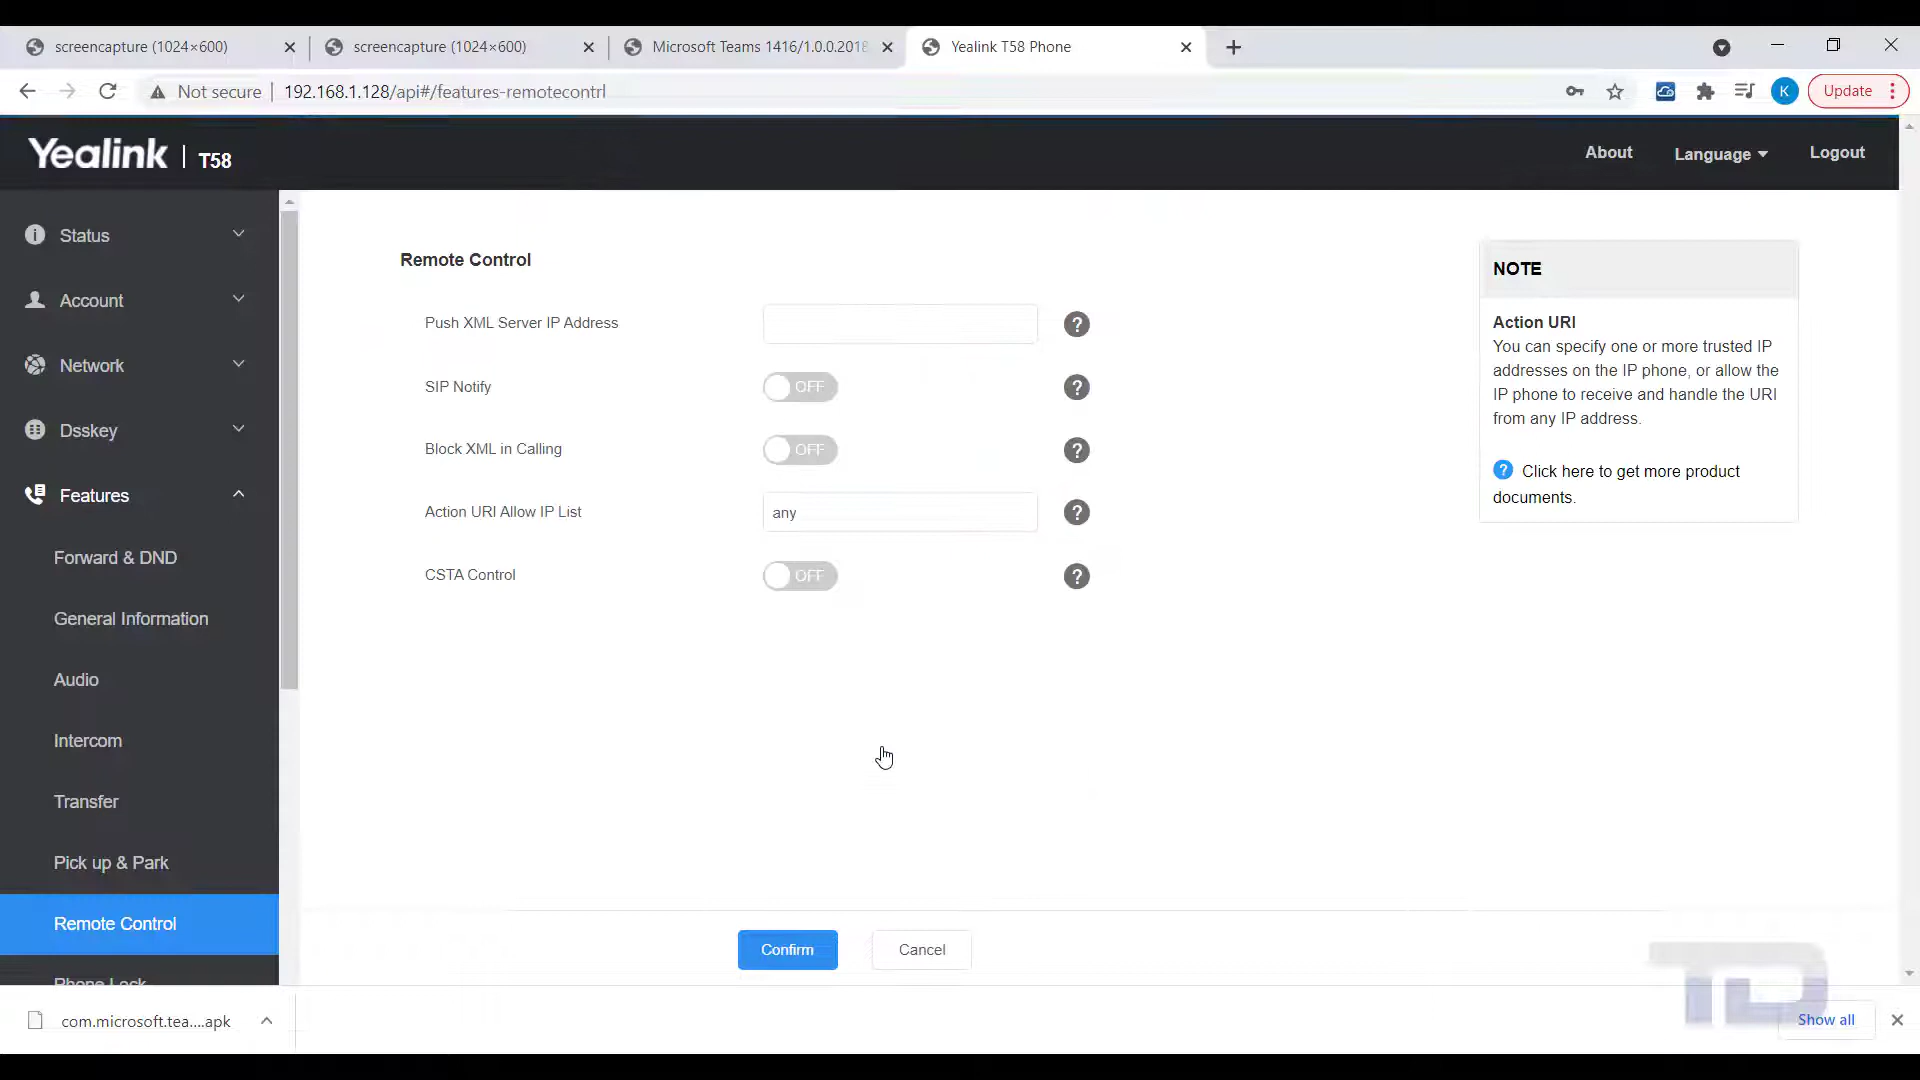 screencapture (1024×600)
screencapture (1024×600)
Microsoft Teams 1416/1.0.0.2018
Yealink T58 Phone
Not secure
192.168.1.128/api#/features-remotecontrl
K
Update
Yealink | T58
About
Language
Logout
Status
Account
Network
Dsskey
Features
Forward & DND
General Information
Audio
Intercom
Transfer
Pick up & Park
Remote Control
Phone Lock
Remote Control
Push XML Server IP Address
?
SIP Notify
OFF
?
Block XML in Calling
OFF
?
Action URI Allow IP List
any
?
CSTA Control
OFF
?
Confirm
Cancel
NOTE
Action URI
You can specify one or more trusted IP
addresses on the IP phone, or allow the
IP phone to receive and handle the URI
from any IP address.
? Click here to get more product
documents.
TD
com.microsoft.tea....apk
Show all